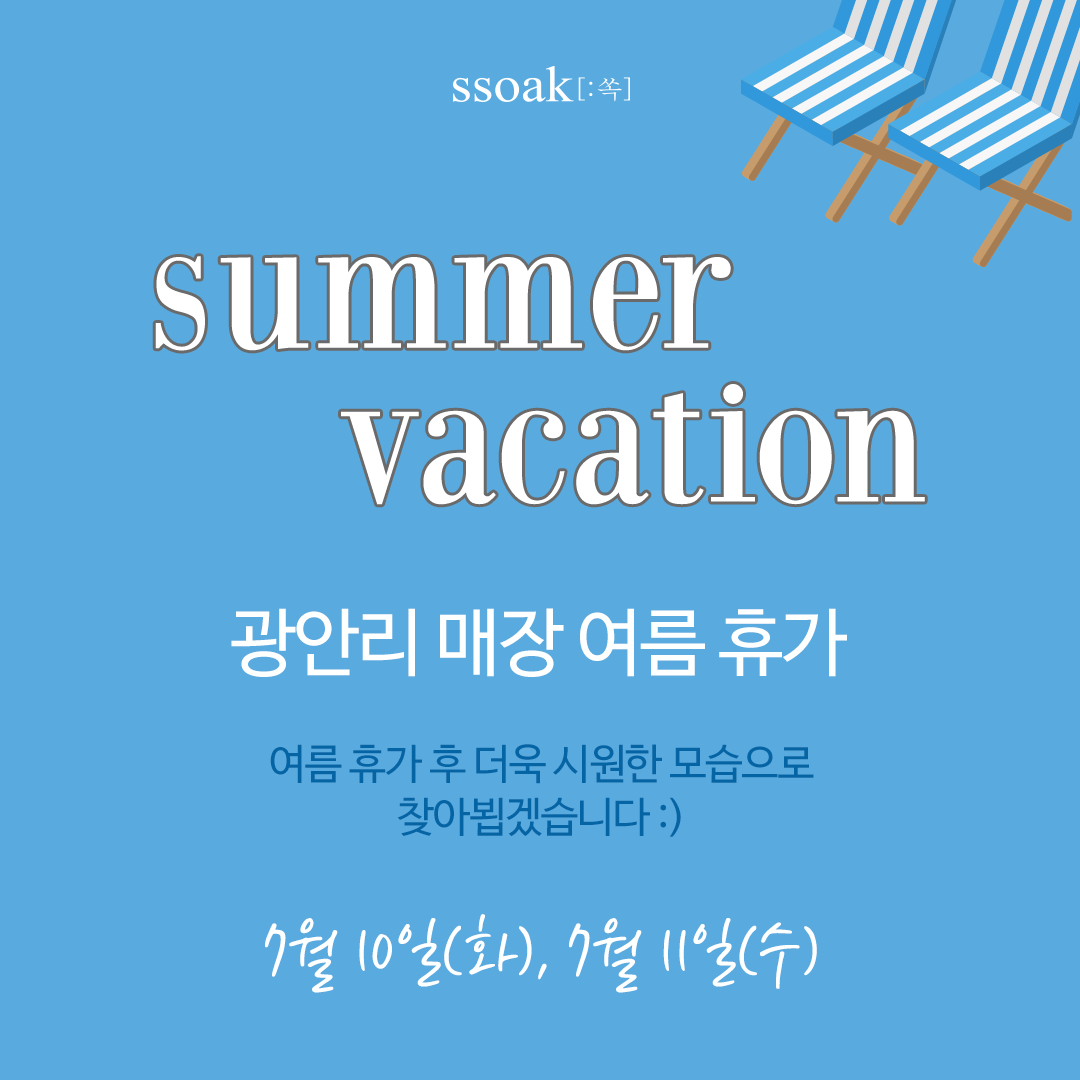 ssoak[:쏙]
summer
vacation
광안리 매장 여름 휴가
여름 휴가 후 더욱 시원한 모습으로
찾아뵙겠습니다 :)
7월 10일(화), 7월 11일(수)